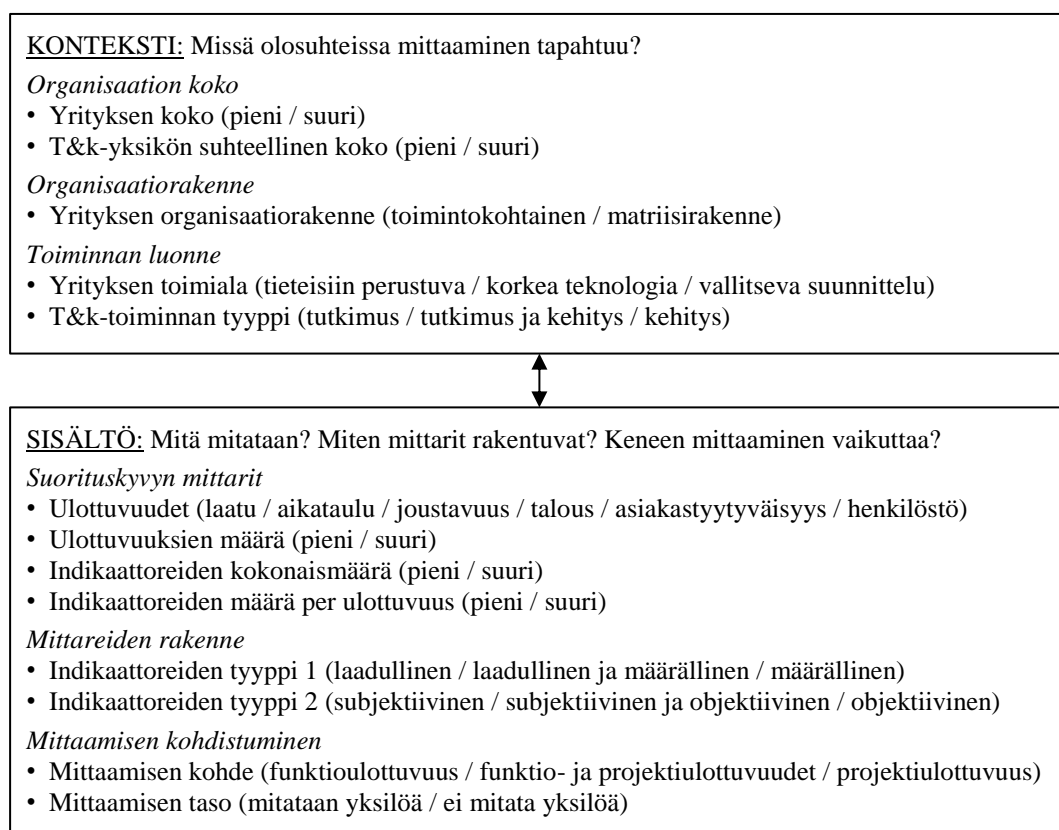 KONTEKSTI: Missä olosuhteissa mittaaminen tapahtuu?
Organisaation koko
• Yrityksen koko (pieni / suuri)
• T&k-yksikön suhteellinen koko (pieni / suuri)
Organisaatiorakenne
• Yrityksen organisaatiorakenne (toimintokohtainen / matriisirakenne)
Toiminnan luonne
• Yrityksen toimiala (tieteisiin perustuva / korkea teknologia / vallitseva suunnittelu)
• T&k-toiminnan tyyppi (tutkimus / tutkimus ja kehitys / kehitys)
SISÄLTÖ: Mitä mitataan? Miten mittarit rakentuvat? Keneen mittaaminen vaikuttaa?
Suorituskyvyn mittarit
• Ulottuvuudet (laatu / aikataulu / joustavuus / talous / asiakastyytyväisyys / henkilöstö)
• Ulottuvuuksien määrä (pieni / suuri)
• Indikaattoreiden kokonaismäärä (pieni / suuri)
• Indikaattoreiden määrä per ulottuvuus (pieni / suuri)
Mittareiden rakenne
• Indikaattoreiden tyyppi 1 (laadullinen / laadullinen ja määrällinen / määrällinen)
• Indikaattoreiden tyyppi 2 (subjektiivinen / subjektiivinen ja objektiivinen / objektiivinen)
Mittaamisen kohdistuminen
• Mittaamisen kohde (funktioulottuvuus / funktio- ja projektiulottuvuudet / projektiulottuvuus)
• Mittaamisen taso (mitataan yksilöä / ei mitata yksilöä)